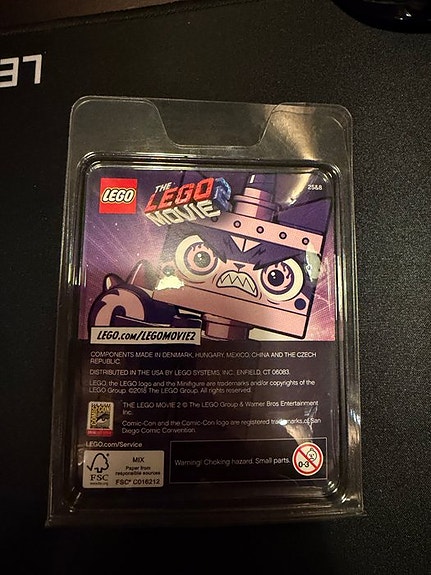 LE
LEGO
THE
LEGO
MOVIE 2
2588
LEGO.com/LEGOMOVIE2
COMPONENTS MADE IN DENMARK, HUNGARY, MEXICO, CHINA AND THE CZECH
REPUBLIC.
DISTRIBUTED IN THE USA BY LEGO SYSTEMS, INC. ENFIELD, CT 06083.
LEGO, the LEGO logo and the Minifigure are trademarks and/or copyrights of the
LEGO Group. ©2018 The LEGO Group. All rights reserved.
THE LEGO MOVIE 2 © The LEGO Group & Warner Bros Entertainment
Inc.
Comic-Con and the Comic-Con logo are registered trademarks of San
Diego Comic Convention.
COMIC CON
LEGO.com/Service
FSC
MIX
Paper from
responsible sources
FSC® C016212
Warning! Choking hazard. Small parts.
0-3